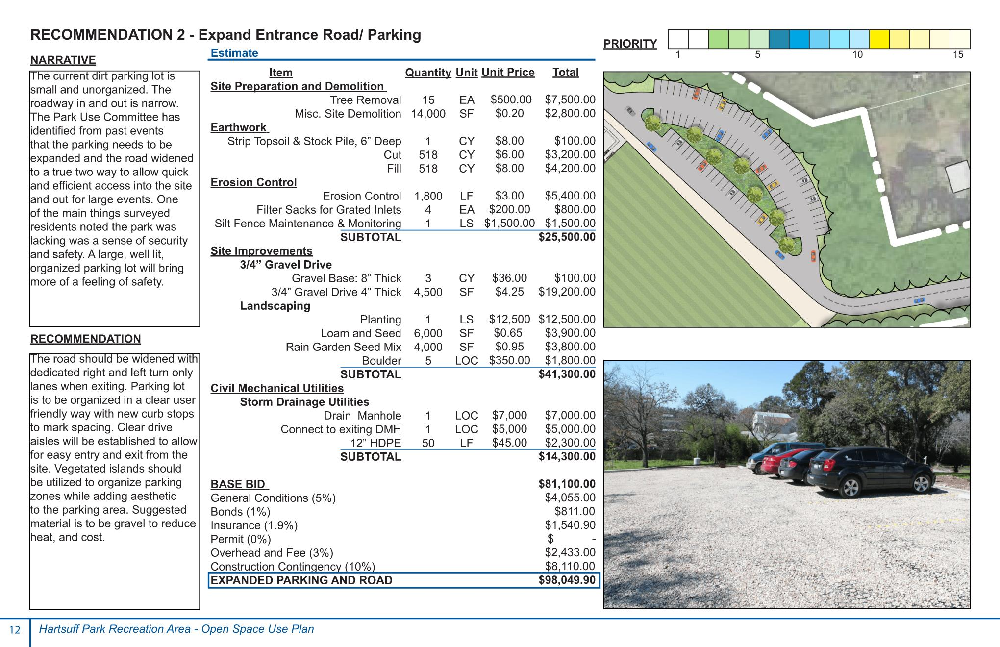 RECOMMENDATION 2 - Expand Entrance Road/ Parking
NARRATIVE
The current dirt parking lot is
small and unorganized. The
roadway in and out is narrow.
The Park Use Committee has
identified from past events
that the parking needs to be
expanded and the road widened
to a true two way to allow quick
and efficient access into the site
and out for large events. One
of the main things surveyed
residents noted the park was
lacking was a sense of security
and safety. A large, well lit,
organized parking lot will bring
more of a feeling of safety.
RECOMMENDATION
The road should be widened with
dedicated right and left turn only
lanes when exiting. Parking lot
is to be organized in a clear user
friendly way with new curb stops
to mark spacing. Clear drive
aisles will be established to allow
for easy entry and exit from the
site. Vegetated islands should
be utilized to organize parking
zones while adding aesthetic
to the parking area. Suggested
material is to be gravel to reduce
heat, and cost.
Estimate
Item Quantity Unit Unit Price Total
Site Preparation and Demolition
Tree Removal 15 EA $500.00 $7,500.00
Misc. Site Demolition 14,000 SF $0.20 $2,800.00
Earthwork
Strip Topsoil & Stock Pile, 6” Deep 1 CY $8.00 $100.00
Cut 518 CY $6.00 $3,200.00
Fill 518 CY $8.00 $4,200.00
Erosion Control
Erosion Control 1,800 LF $3.00 $5,400.00
Filter Sacks for Grated Inlets 4 EA $200.00 $800.00
Silt Fence Maintenance & Monitoring 1 LS $1,500.00 $1,500.00
SUBTOTAL $25,500.00
Site Improvements
3/4” Gravel Drive
Gravel Base: 8” Thick 3 CY $36.00 $100.00
3/4” Gravel Drive 4” Thick 4,500 SF $4.25 $19,200.00
Landscaping
Planting 1 LS $12,500 $12,500.00
Loam and Seed 6,000 SF $0.65 $3,900.00
Rain Garden Seed Mix 4,000 SF $0.95 $3,800.00
Boulder 5 LOC $350.00 $1,800.00
SUBTOTAL $41,300.00
Civil Mechanical Utilities
Storm Drainage Utilities
Drain Manhole 1 LOC $7,000 $7,000.00
Connect to exiting DMH 1 LOC $5,000 $5,000.00
12” HDPE 50 LF $45.00 $2,300.00
SUBTOTAL $14,300.00
BASE BID $81,100.00
General Conditions (5%) $4,055.00
Bonds (1%) $811.00
Insurance (1.9%) $1,540.90
Permit (0%) $ -
Overhead and Fee (3%) $2,433.00
Construction Contingency (10%) $8,110.00
EXPANDED PARKING AND ROAD $98,049.90
PRIORITY
1 5 10 15
12 Hartsuff Park Recreation Area - Open Space Use Plan